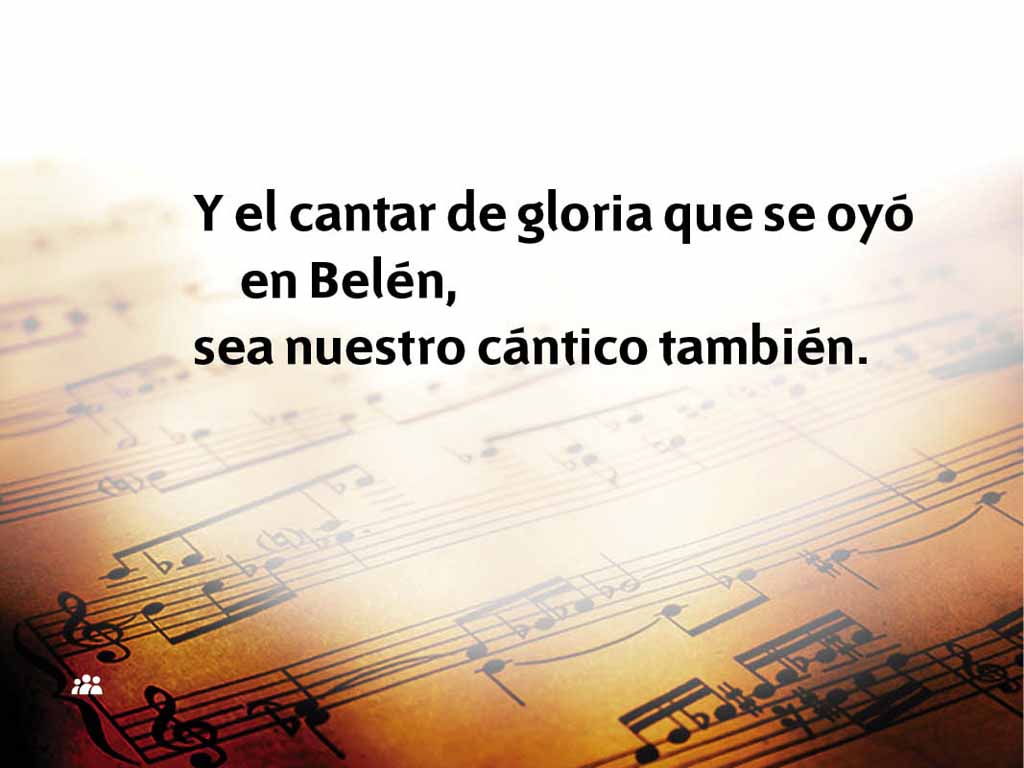 Y el cantar de gloria que se oyó
en Belén,
sea nuestro cántico también.